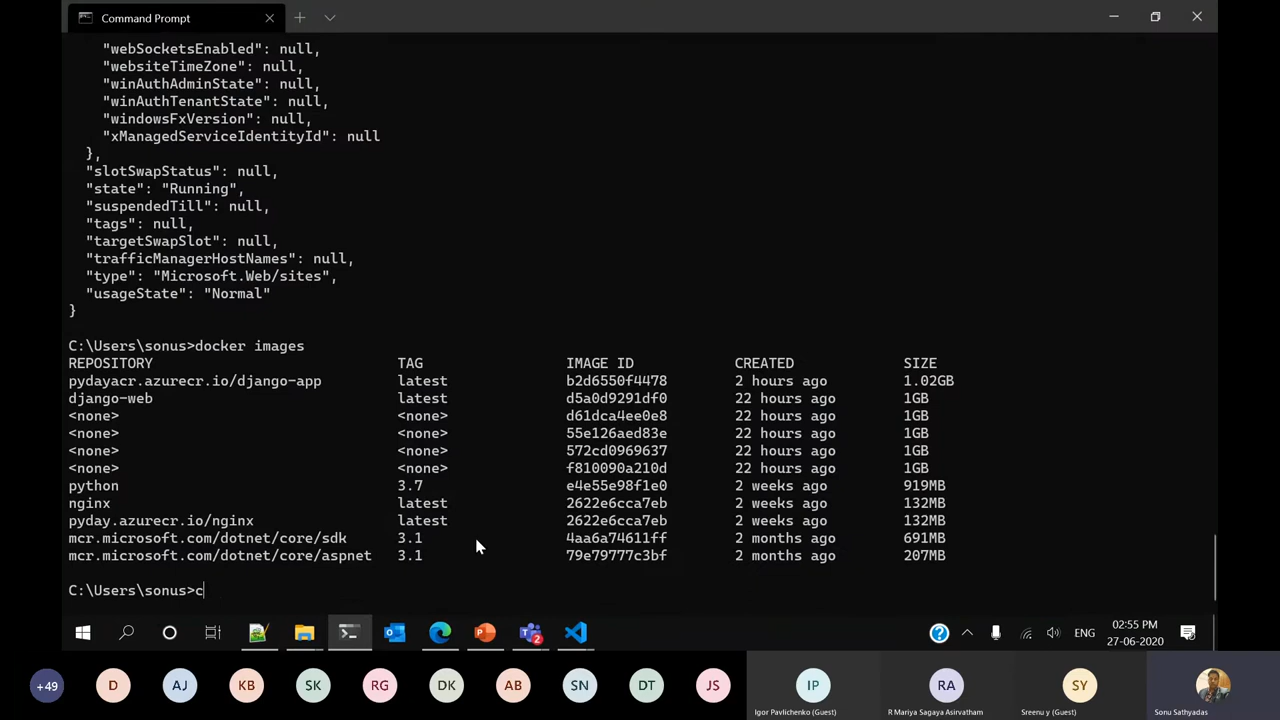 Command Prompt
"webSocketsEnabled": null,
"websiteTimeZone": null,
"winAuthAdminState": null,
"winAuthTenantState": null,
"windowsFxVersion": null,
"xManagedServiceIdentityId": null
},
"slotSwapStatus": null,
"state": "Running",
"suspendedTill": null,
"tags": null,
"targetSwapSlot": null,
"trafficManagerHostNames": null,
"type": "Microsoft.Web/sites",
"usageState": "Normal"
}
C:\Users\sonus>docker images
REPOSITORY TAG IMAGE ID CREATED SIZE
pydayacr.azurecr.io/django-app latest b2d6550f4478 2 hours ago 1.02GB
django-web latest d5a0d9291df0 22 hours ago 1GB
<none> <none> d61dca4ee0e8 22 hours ago 1GB
<none> <none> 55e126aed83e 22 hours ago 1GB
<none> <none> 572cd0969637 22 hours ago 1GB
<none> <none> f810090a210d 22 hours ago 1GB
python 3.7 e4e55e98f1e0 2 weeks ago 919MB
nginx latest 2622e6cca7eb 2 weeks ago 132MB
pyday.azurecr.io/nginx latest 2622e6cca7eb 2 weeks ago 132MB
mcr.microsoft.com/dotnet/core/sdk 3.1 4aa6a74611ff 2 months ago 691MB
mcr.microsoft.com/dotnet/core/aspnet 3.1 79e79777c3bf 2 months ago 207MB
C:\Users\sonus>c
2
ENG
02:55 PM
27-06-2020
+49 D AJ KB SK RG DK AB SN DT JS IP RA SY
Igor Pavlichenko (Guest) R Mariya Sagaya Asirvatham Sreenu y (Guest) Sonu Sathyadas